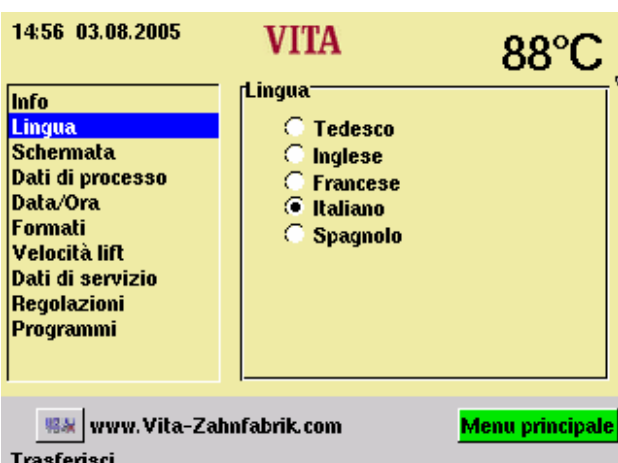 14:56 03.08.2005
VITA
88°C
Info
Lingua
Schermata
Dati di processo
Data/Ora
Formati
Velocità lift
Dati di servizio
Regolazioni
Programmi
Lingua
Tedesco
Inglese
Francese
Italiano
Spagnolo
www.Vita-Zahnfabrik.com
Menu principale
Trasferisci